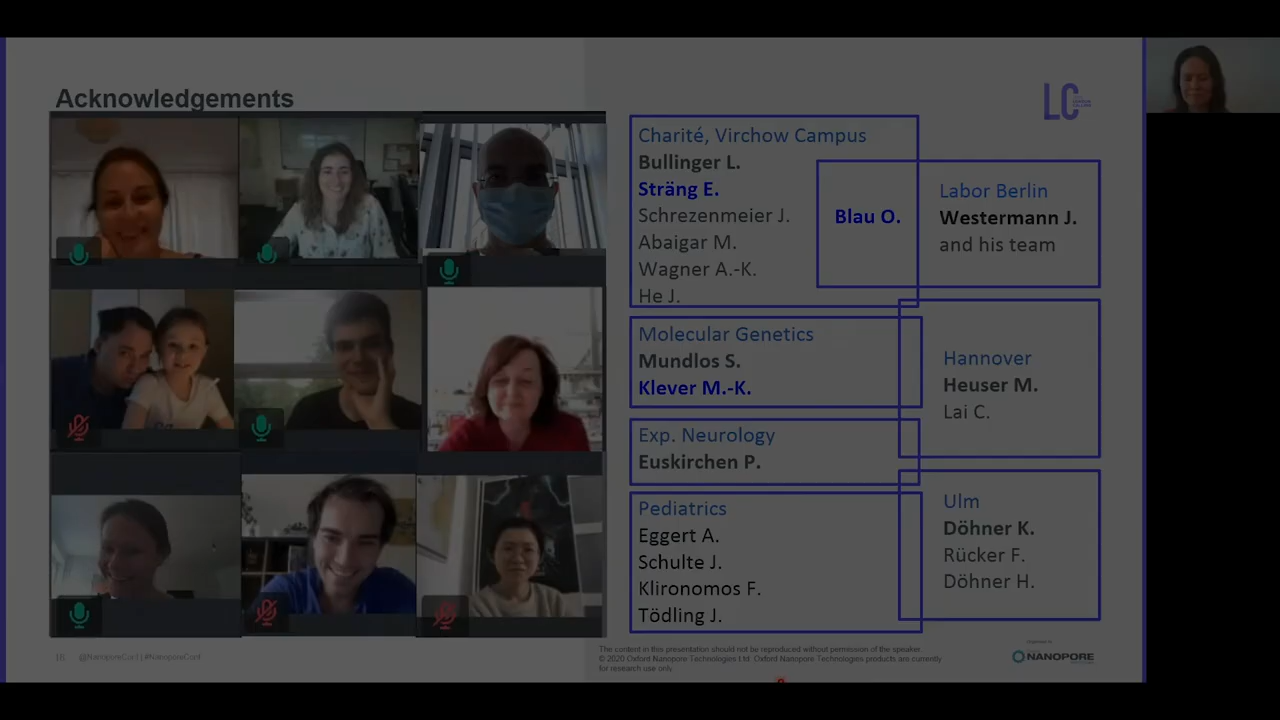 Acknowledgements
LC
Charité, Virchow Campus
Bullinger L.
Sträng E.
Schrezenmeier J.
Abaigar M.
Wagner A.-K.
He J.
Blau O.
Labor Berlin
Westermann J.
and his team
Molecular Genetics
Mundlos S.
Klever M.-K.
Hannover
Heuser M.
Lai C.
Exp. Neurology
Euskirchen P.
Pediatrics
Eggert A.
Schulte J.
Klironomos F.
Tödling J.
Ulm
Döhner K.
Rücker F.
Döhner H.
@NanoporeConf | #NanoporeConf
The content in this presentation should not be reproduced without permission of the speaker.
© 2020 Oxford Nanopore Technologies Ltd. Oxford Nanopore Technologies products are currently
for research use only.
NANOPORE